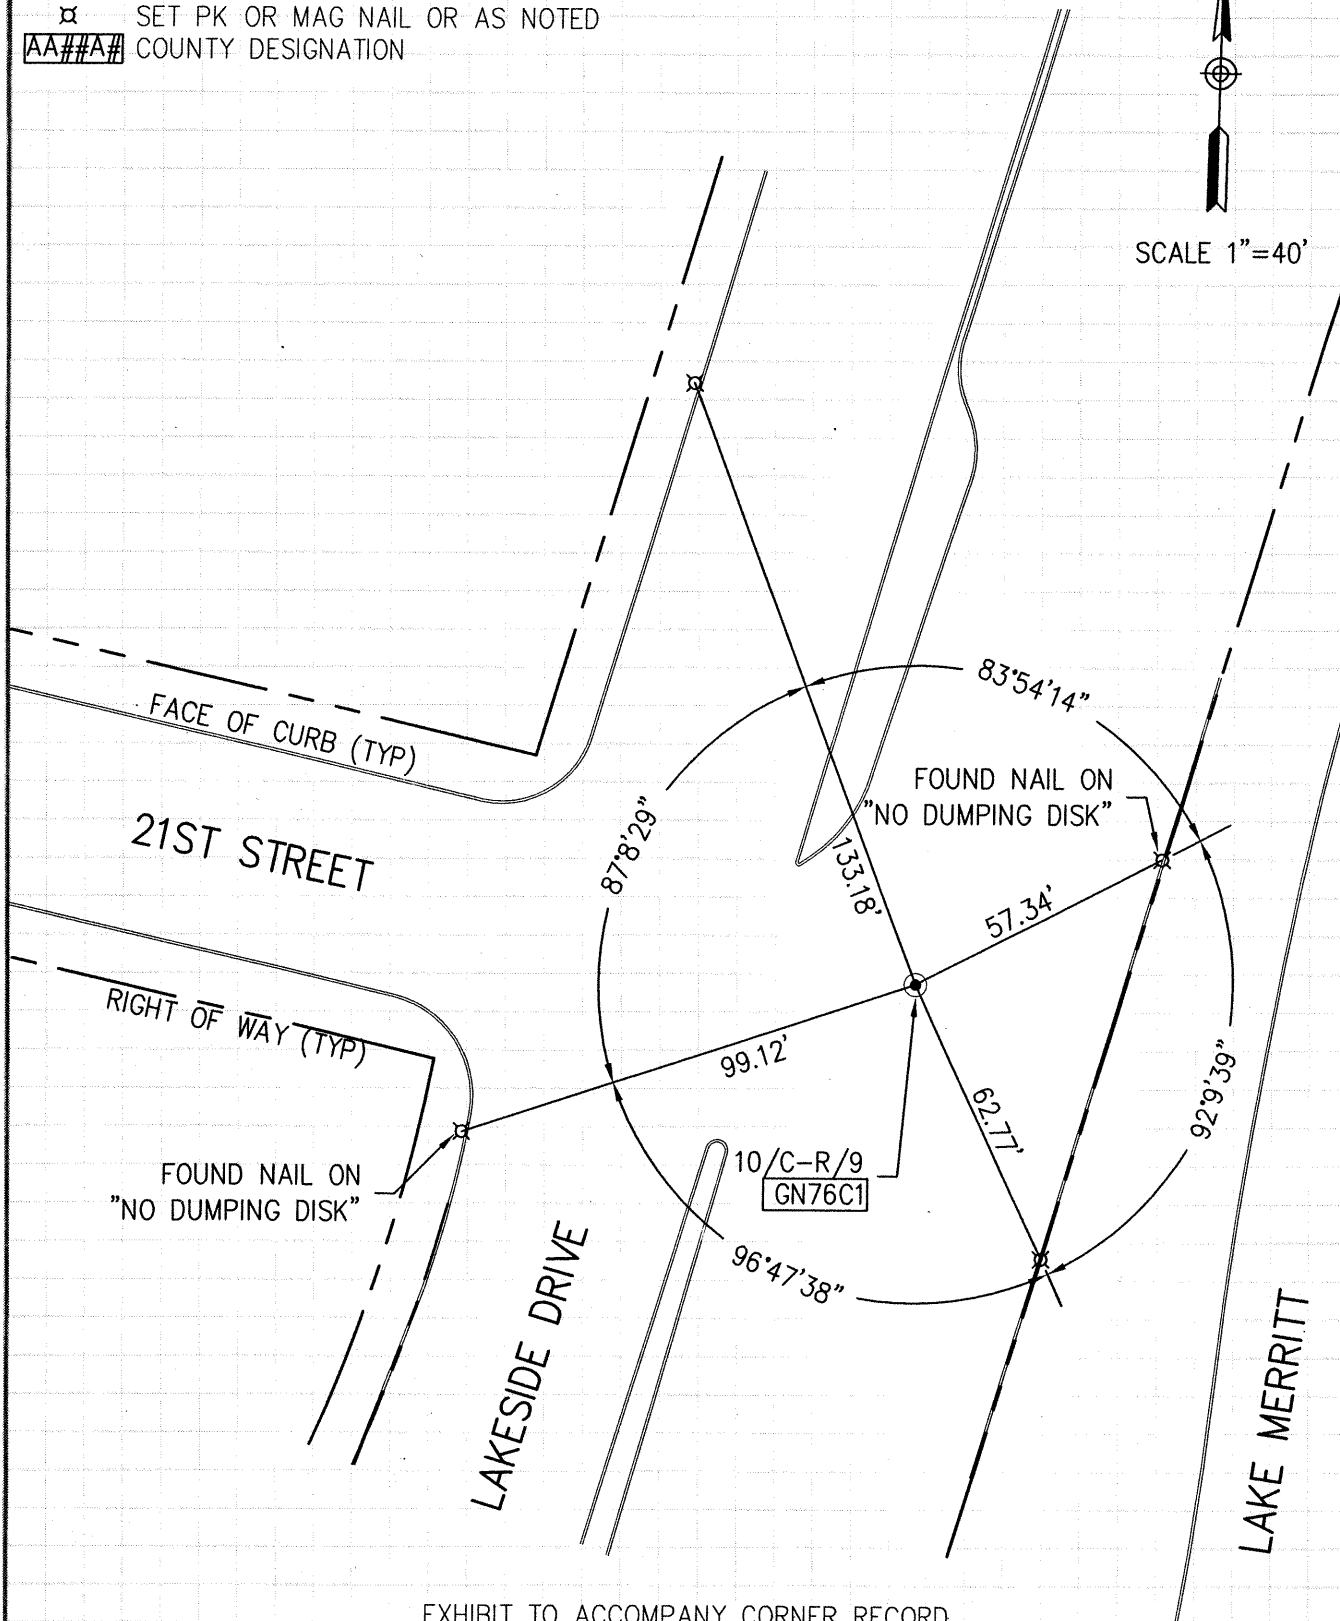 SET PK OR MAG NAIL OR AS NOTED
AA##A# COUNTY DESIGNATION
SCALE 1"=40'
83°54'14"
FACE OF CURB (TYP)
FOUND NAIL ON
"NO DUMPING DISK"
87°8'29"
21ST STREET
133.18'
57.34'
RIGHT OF WAY (TYP)
99.12'
62.77'
92°9'39"
10/C-R/9
GN76C1
FOUND NAIL ON
"NO DUMPING DISK"
96°47'38"
LAKESIDE DRIVE
LAKE MERRITT
EXHIBIT TO ACCOMPANY CORNER RECORD